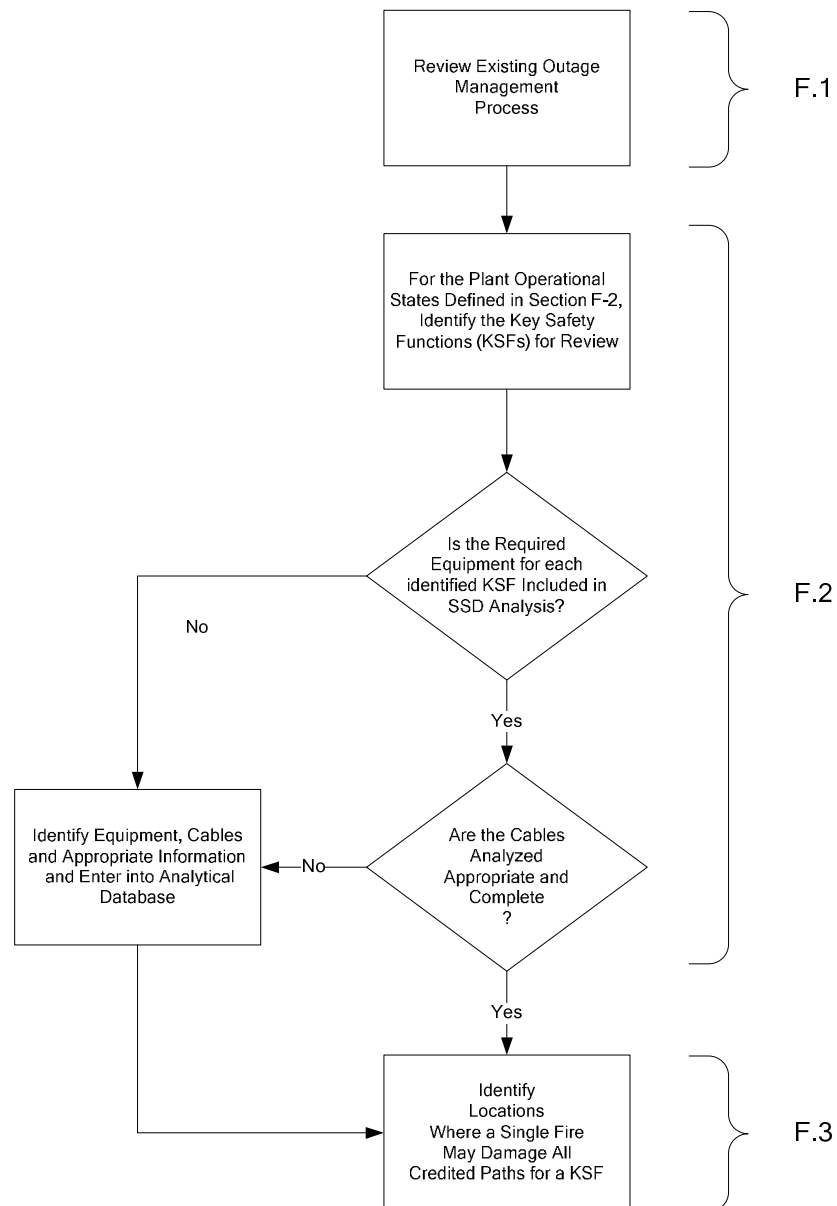 Review Existing Outage
Management
Process
F.1
For the Plant Operational
States Defined in Section F-2,
Identify the Key Safety
Functions (KSFs) for Review
Is the Required
Equipment for each
identified KSF Included in
SSD Analysis?
F.2
No
Yes
Identify Equipment, Cables
and Appropriate Information
and Enter into Analytical
Database
No
Are the Cables
Analyzed
Appropriate and
Complete
?
Yes
Identify
Locations
Where a Single Fire
May Damage All
Credited Paths for a KSF
F.3